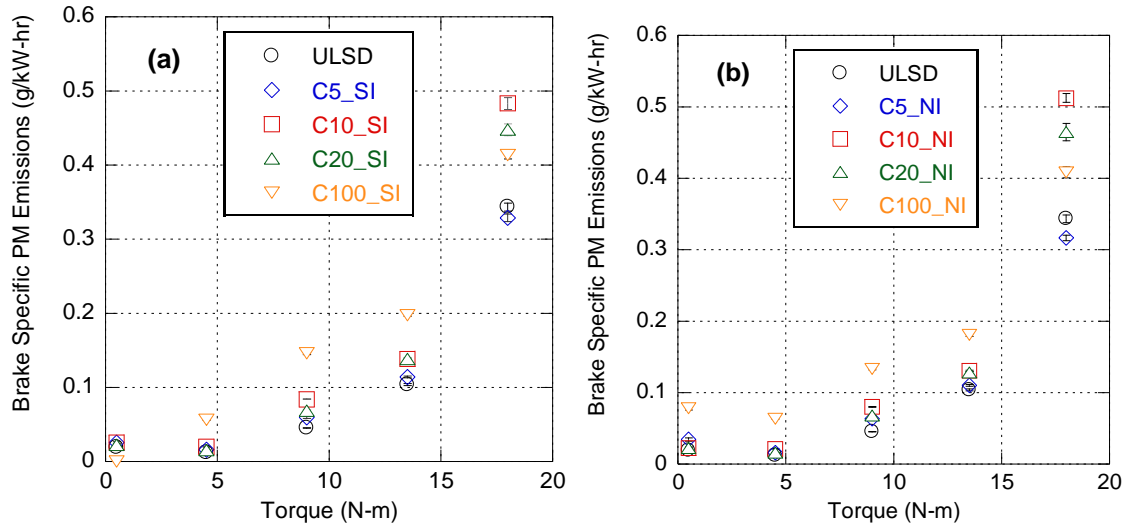 (a)
ULSD
C5_SI
C10_SI
C20_SI
C100_SI
Brake Specific PM Emissions (g/kW-hr)
0.6
0.5
0.4
0.3
0.2
0.1
0
0 5 10 15 20
Torque (N-m)
(b)
ULSD
C5_NI
C10_NI
C20_NI
C100_NI
Brake Specific PM Emissions (g/kW-hr)
0.6
0.5
0.4
0.3
0.2
0.1
0
0 5 10 15 20
Torque (N-m)